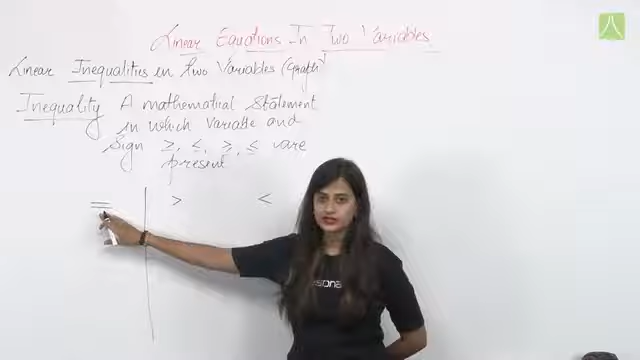 Linear Equations In Two Variables
Linear Inequalities in two Variables (Graph)
Inequality A mathematical Statement
in which variable and
Sign ≥, ≤, ≥, ≤ are
present
= > <